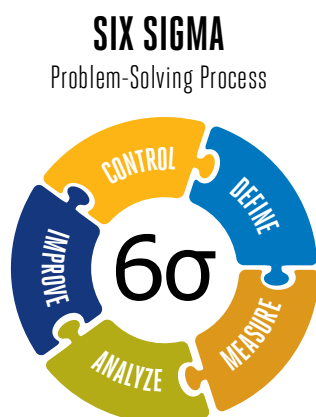 SIX SIGMA
Problem-Solving Process
CONTROL
DEFINE
IMPROVE
6σ
MEASURE
ANALYZE